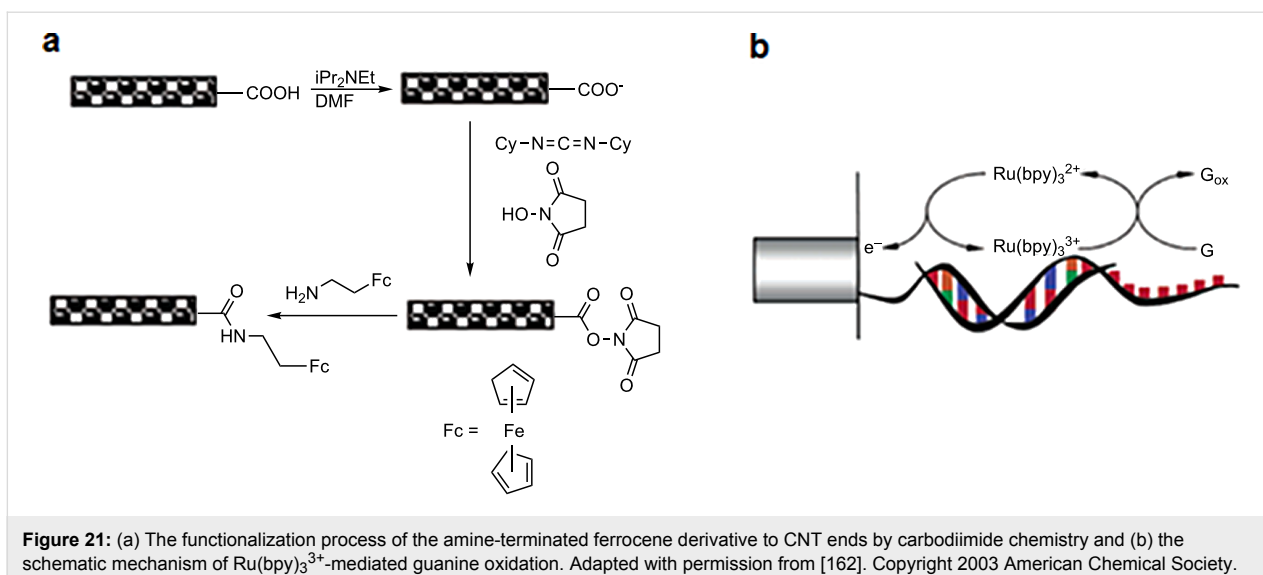 a
b
COOH
iPr₂NEt
DMF
COO⁻
Cy–N=C=N–Cy
O
HO–N
O
H₂N
Fc
O
HN
Fc
O
O
O
N
O
Fc =
Fe
Ru(bpy)₃²⁺
Gₒₓ
e⁻
Ru(bpy)₃³⁺
G
Figure 21: (a) The functionalization process of the amine-terminated ferrocene derivative to CNT ends by carbodiimide chemistry and (b) the
schematic mechanism of Ru(bpy)₃³⁺-mediated guanine oxidation. Adapted with permission from [162]. Copyright 2003 American Chemical Society.